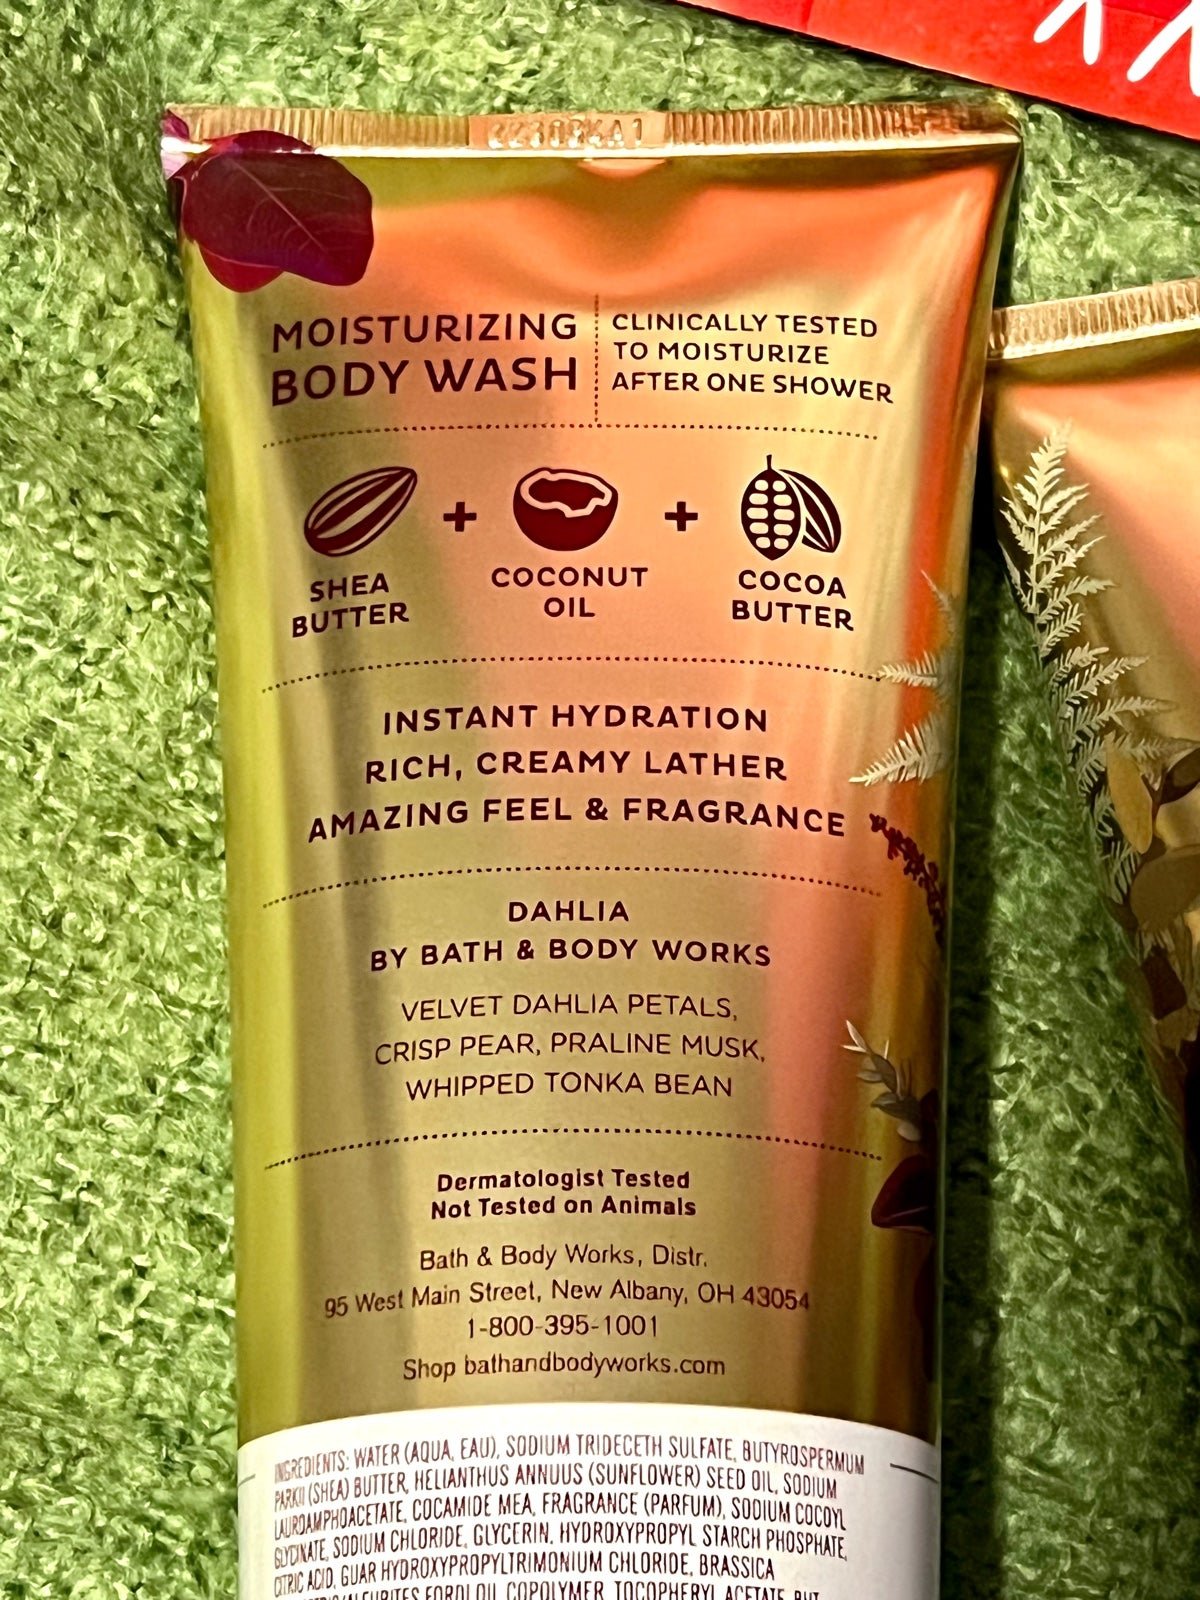 MOISTURIZING
BODY WASH
CLINICALLY TESTED
TO MOISTURIZE
AFTER ONE SHOWER
SHEA
BUTTER
+
COCONUT
OIL
+
COCOA
BUTTER
INSTANT HYDRATION
RICH, CREAMY LATHER
AMAZING FEEL & FRAGRANCE
DAHLIA
BY BATH & BODY WORKS
VELVET DAHLIA PETALS,
CRISP PEAR, PRALINE MUSK,
WHIPPED TONKA BEAN
Dermatologist Tested
Not Tested on Animals
Bath & Body Works, Distr.
95 West Main Street, New Albany, OH 43054
1-800-395-1001
Shop bathandbodyworks.com
INGREDIENTS: WATER (AQUA, EAU), SODIUM TRIDECETH SULFATE, BUTYROSPERMUM
PARKII (SHEA) BUTTER, HELIANTHUS ANNUUS (SUNFLOWER) SEED OIL, SODIUM
LAUROAMPHOACETATE, COCAMIDE MEA, FRAGRANCE (PARFUM), SODIUM COCOYL
GLYCINATE, SODIUM CHLORIDE, GLYCERIN, HYDROXYPROPYL STARCH PHOSPHATE,
CITRIC ACID, GUAR HYDROXYPROPYLTRIMONIUM CHLORIDE, BRASSICA
FORDI OIL COPOLYMER, TOCOPHERYL ACETATE,